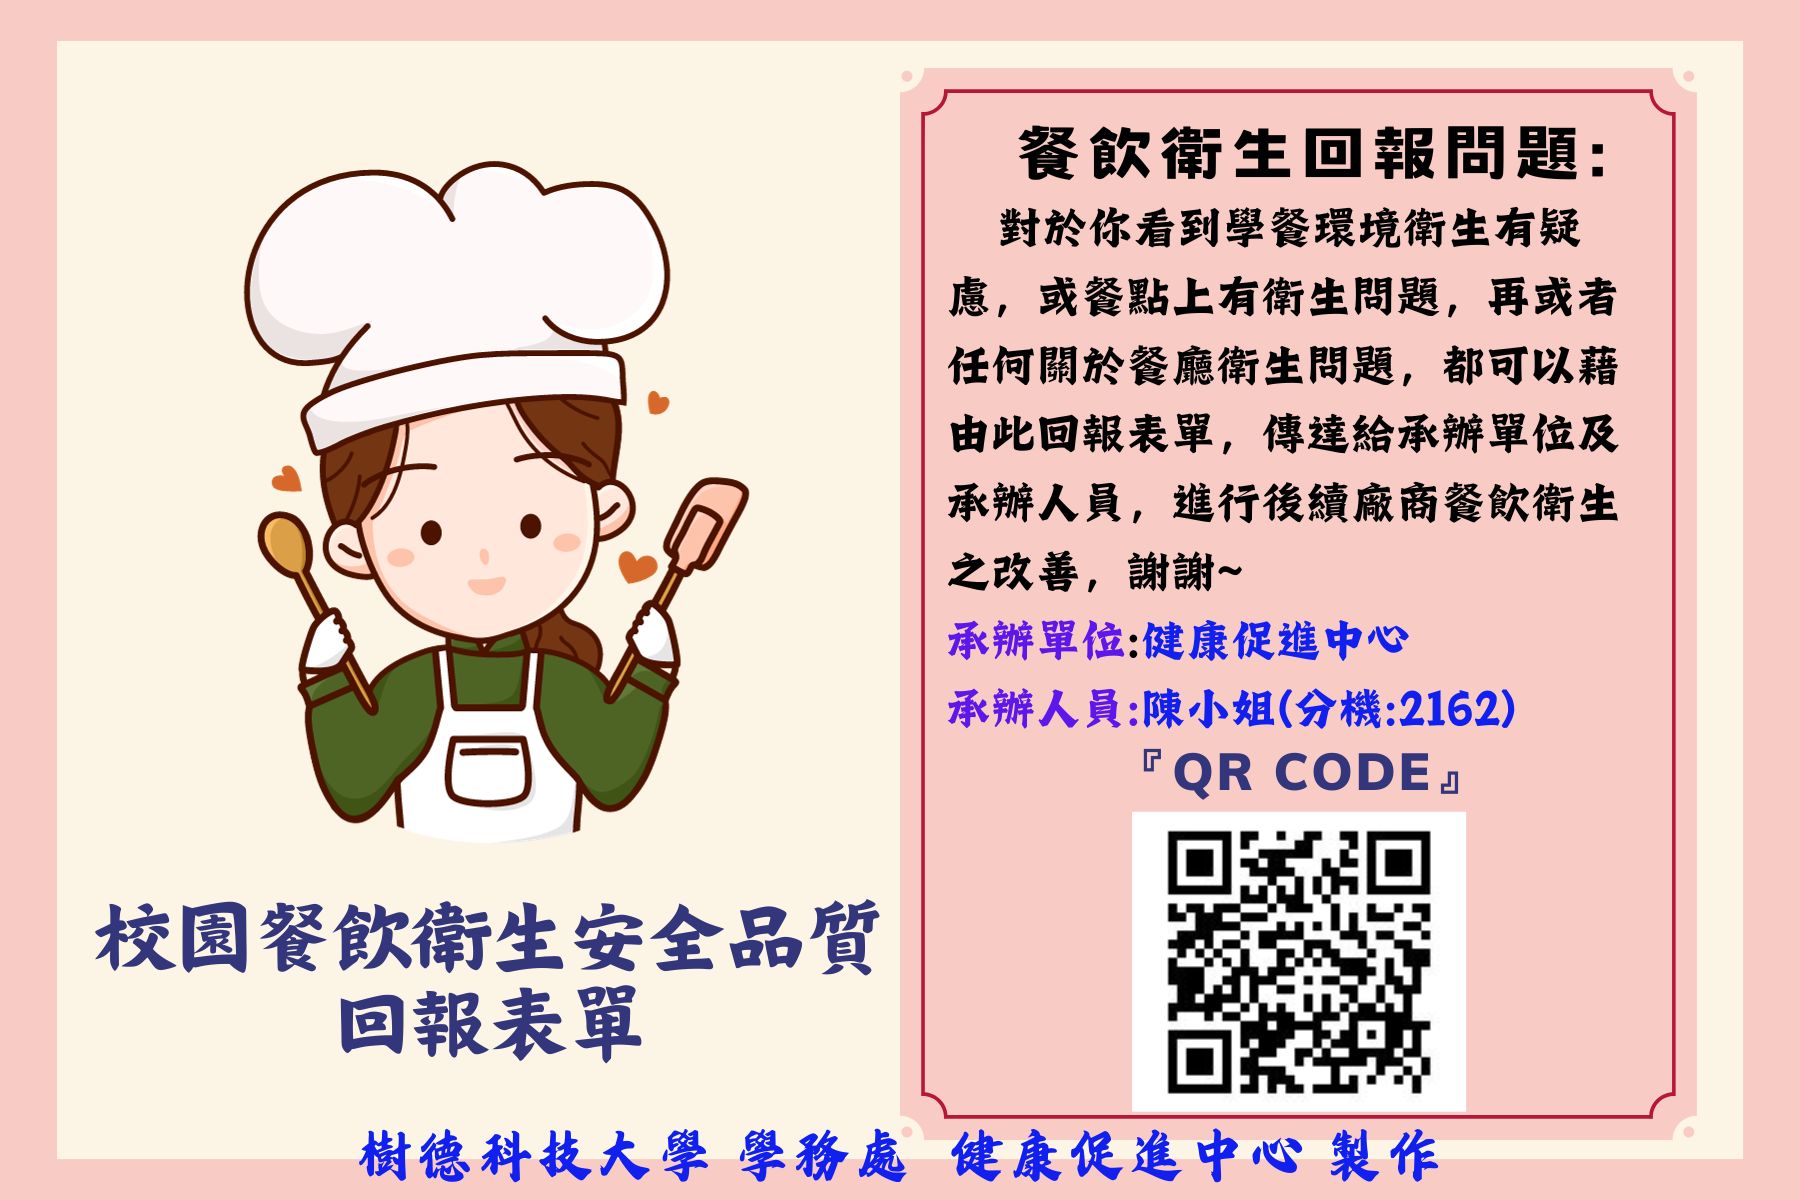 餐飲衛生回報問題:
對於你看到學餐環境衛生有疑
慮，或餐點上有衛生問題，再或者
任何關於餐廳衛生問題，都可以藉
由此回報表單，傳達給承辦單位及
承辦人員，進行後續廠商餐飲衛生
之改善，謝謝~
承辦單位:健康促進中心
承辦人員:陳小姐(分機:2162)
『QR CODE』
校園餐飲衛生安全品質
回報表單
樹德科技大學 學務處 健康促進中心 製作